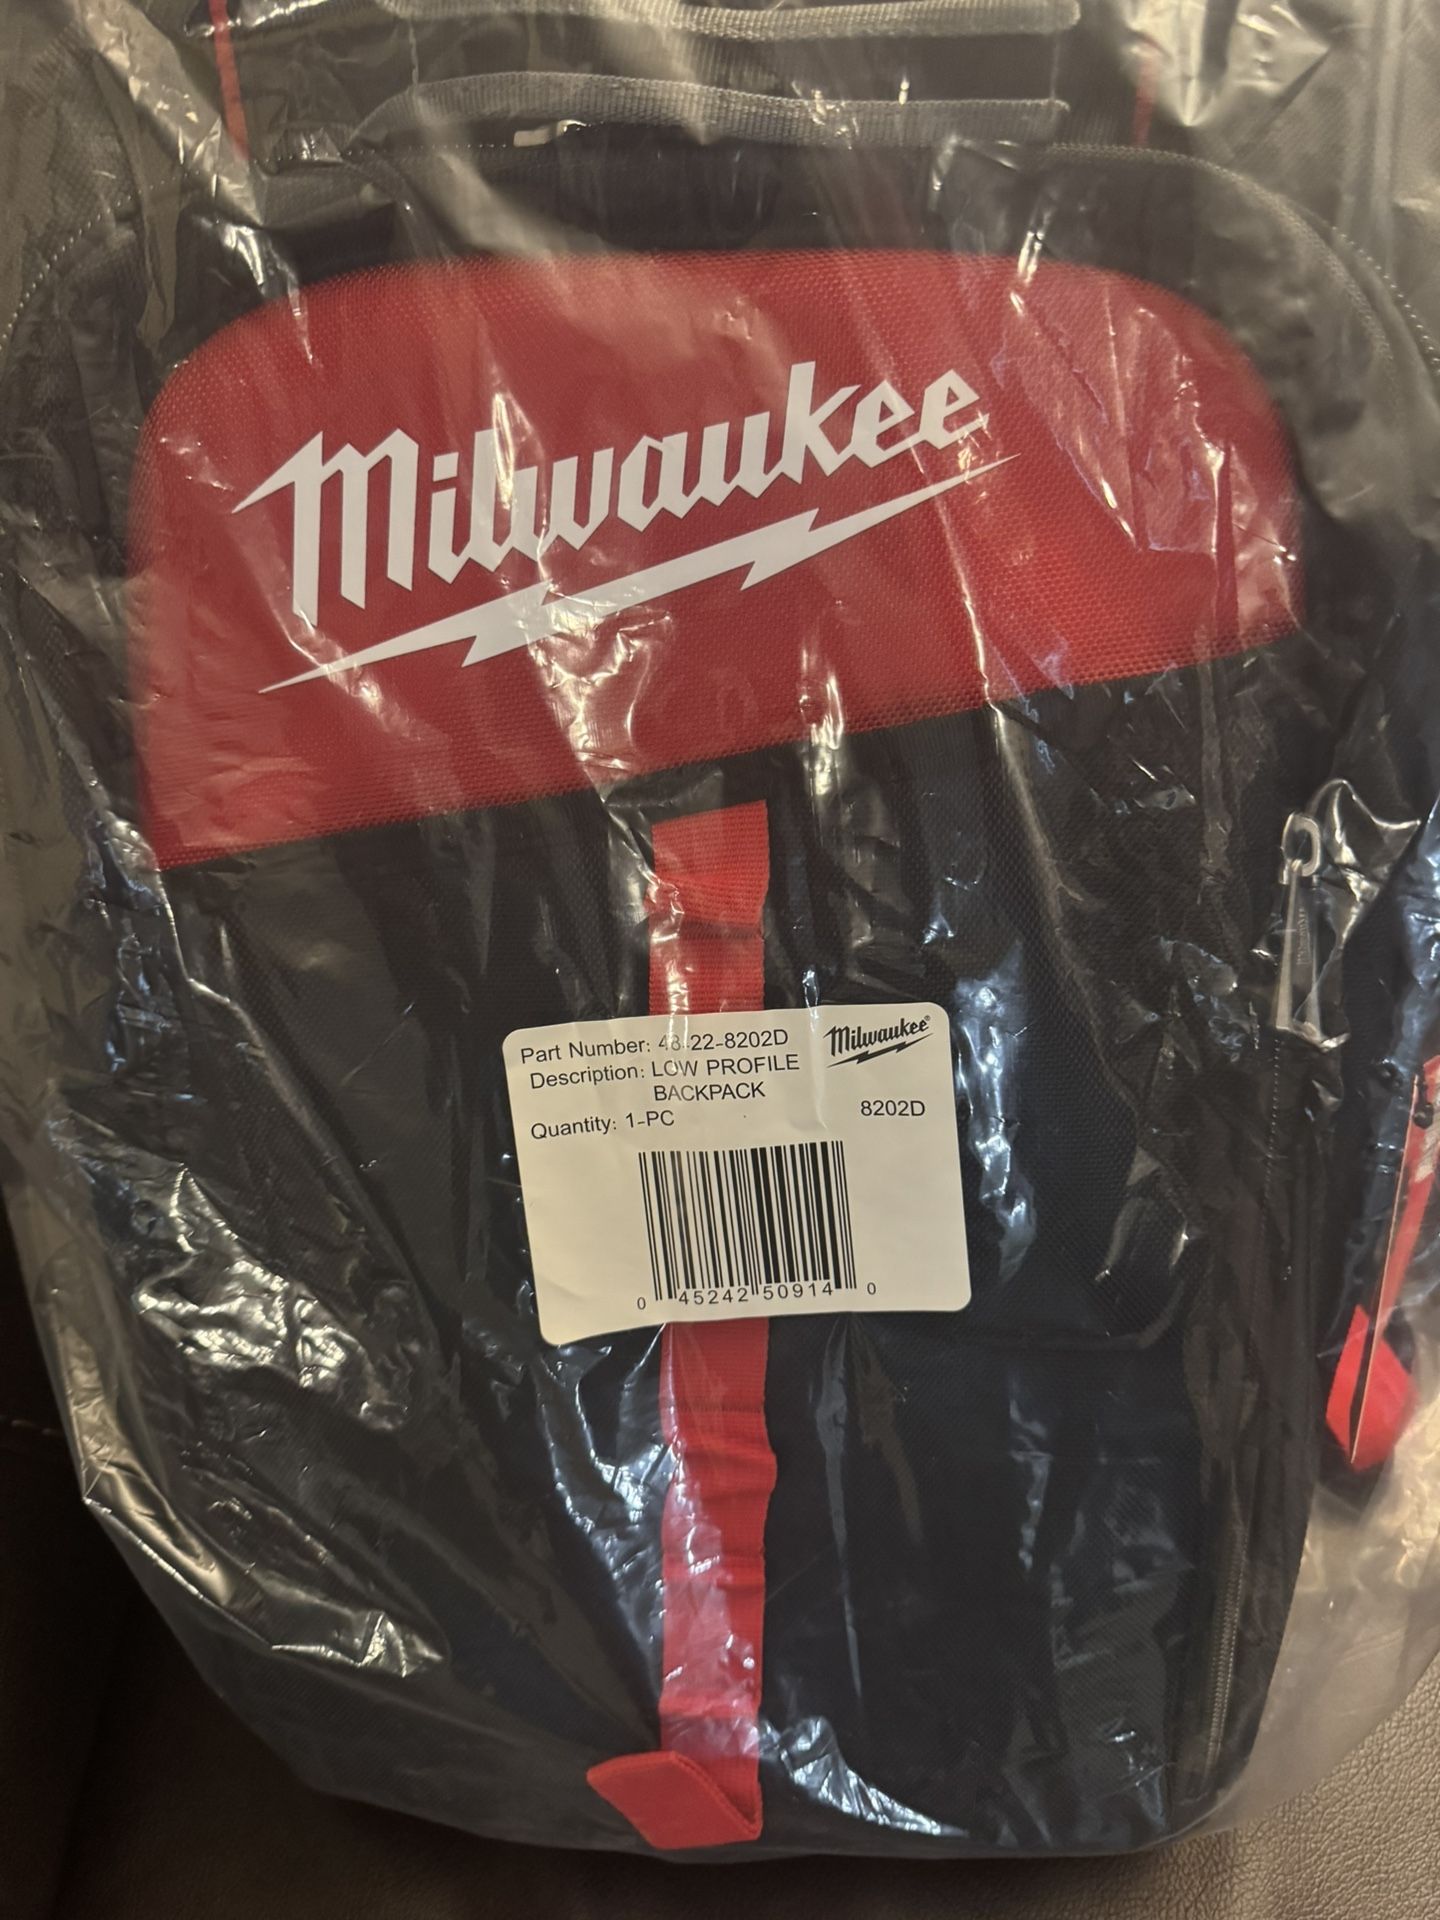 Milwaukee
Part Number: 48-22-8202D
Milwaukee®
Description: LOW PROFILE
BACKPACK
Quantity: 1-PC
8202D
0 45242 50914 0